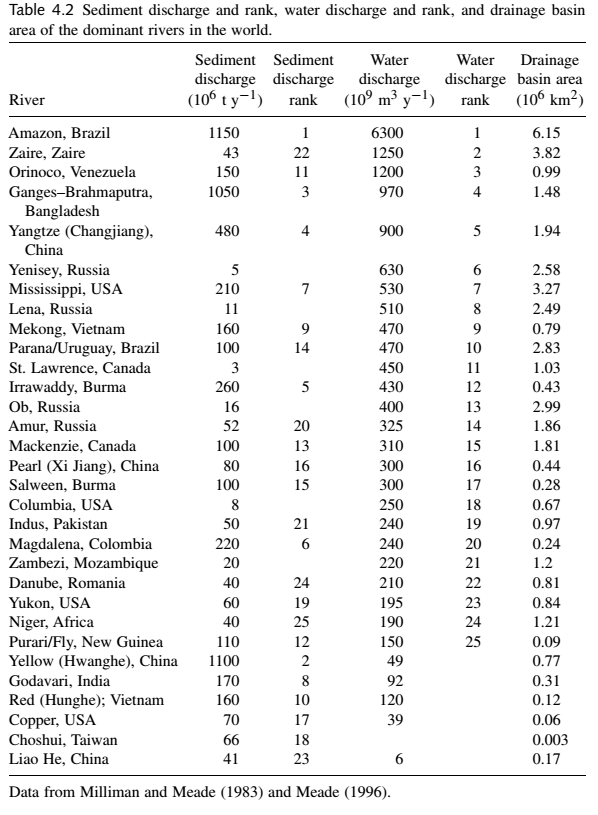 Table 4.2 Sediment discharge and rank, water discharge and rank, and drainage basin
area of the dominant rivers in the world.
Sediment Sediment Water Water Drainage
discharge discharge discharge discharge basin area
River (10⁶ t y⁻¹) rank (10⁹ m³ y⁻¹) rank (10⁶ km²)
Amazon, Brazil 1150 1 6300 1 6.15
Zaire, Zaire 43 22 1250 2 3.82
Orinoco, Venezuela 150 11 1200 3 0.99
Ganges–Brahmaputra, 1050 3 970 4 1.48
Bangladesh
Yangtze (Changjiang), 480 4 900 5 1.94
China
Yenisey, Russia 5 630 6 2.58
Mississippi, USA 210 7 530 7 3.27
Lena, Russia 11 510 8 2.49
Mekong, Vietnam 160 9 470 9 0.79
Parana/Uruguay, Brazil 100 14 470 10 2.83
St. Lawrence, Canada 3 450 11 1.03
Irrawaddy, Burma 260 5 430 12 0.43
Ob, Russia 16 400 13 2.99
Amur, Russia 52 20 325 14 1.86
Mackenzie, Canada 100 13 310 15 1.81
Pearl (Xi Jiang), China 80 16 300 16 0.44
Salween, Burma 100 15 300 17 0.28
Columbia, USA 8 250 18 0.67
Indus, Pakistan 50 21 240 19 0.97
Magdalena, Colombia 220 6 240 20 0.24
Zambezi, Mozambique 20 220 21 1.2
Danube, Romania 40 24 210 22 0.81
Yukon, USA 60 19 195 23 0.84
Niger, Africa 40 25 190 24 1.21
Purari/Fly, New Guinea 110 12 150 25 0.09
Yellow (Hwanghe), China 1100 2 49 0.77
Godavari, India 170 8 92 0.31
Red (Hunghe); Vietnam 160 10 120 0.12
Copper, USA 70 17 39 0.06
Choshui, Taiwan 66 18 0.003
Liao He, China 41 23 6 0.17
Data from Milliman and Meade (1983) and Meade (1996).